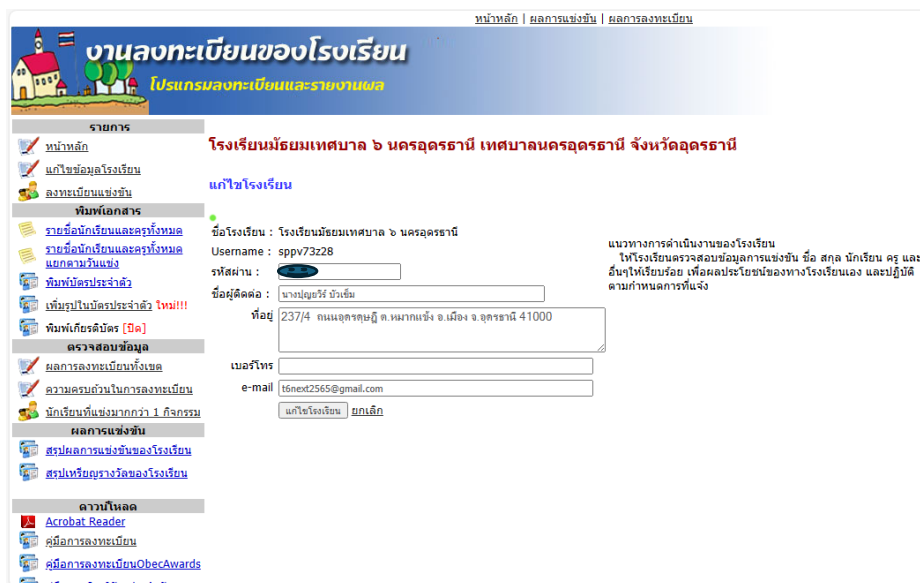 หน้าหลัก | ผลการแข่งขัน | ผลการลงทะเบียน
งานลงทะเบียนของโรงเรียน
โปรแกรมลงทะเบียนและรายงานผล
รายการ
หน้าหลัก
แก้ไขข้อมูลโรงเรียน
ลงทะเบียนแข่งขัน
พิมพ์เอกสาร
รายชื่อนักเรียนและครูทั้งหมด
รายชื่อนักเรียนและครูทั้งหมด
แยกตามวันแข่ง
พิมพ์บัตรประจำตัว
เพิ่มรูปในบัตรประจำตัว ใหม่!!!
พิมพ์เกียรติบัตร [ปิด]
ตรวจสอบข้อมูล
ผลการลงทะเบียนทั้งเขต
ความครบถ้วนในการลงทะเบียน
นักเรียนที่แข่งมากกว่า 1 กิจกรรม
ผลการแข่งขัน
สรุปผลการแข่งขันของโรงเรียน
สรุปเหรียญรางวัลของโรงเรียน
ดาวน์โหลด
Acrobat Reader
คู่มือการลงทะเบียน
คู่มือการลงทะเบียนObecAwards
โรงเรียนมัธยมเทศบาล ๖ นครอุดรธานี เทศบาลนครอุดรธานี จังหวัดอุดรธานี
แก้ไขโรงเรียน
ชื่อโรงเรียน : โรงเรียนมัธยมเทศบาล ๖ นครอุดรธานี
Username : sppv73z28
รหัสผ่าน :
ชื่อผู้ติดต่อ : นางปุญยวีร์ บัวเข็ม
ที่อยู่ 237/4 ถนนอุดรดุษฎี ต.หมากแข้ง อ.เมือง จ.อุดรธานี 41000
เบอร์โทร
e-mail t6next2565@gmail.com
แก้ไขโรงเรียน ยกเลิก
แนวทางการดำเนินงานของโรงเรียน
ให้โรงเรียนตรวจสอบข้อมูลการแข่งขัน ชื่อ สกุล นักเรียน ครู และ
อื่นๆให้เรียบร้อย เพื่อผลประโยชน์ของทางโรงเรียนเอง และปฏิบัติ
ตามกำหนดการที่แจ้ง